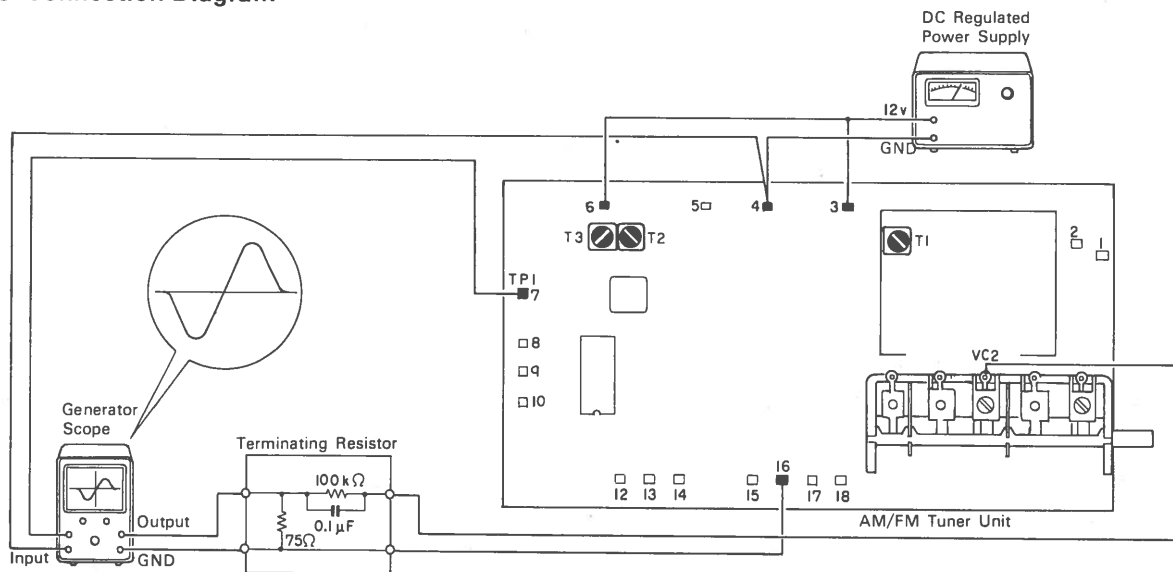 Connection Diagram
DC Regulated
Power Supply
12v
GND
6
5
4
3
T3
T2
T1
2
1
TP1
7
8
9
10
VC2
Generator
Scope
Terminating Resistor
100kΩ
0.1μF
75Ω
Output
Input
GND
12
13
14
15
16
17
18
AM/FM Tuner Unit